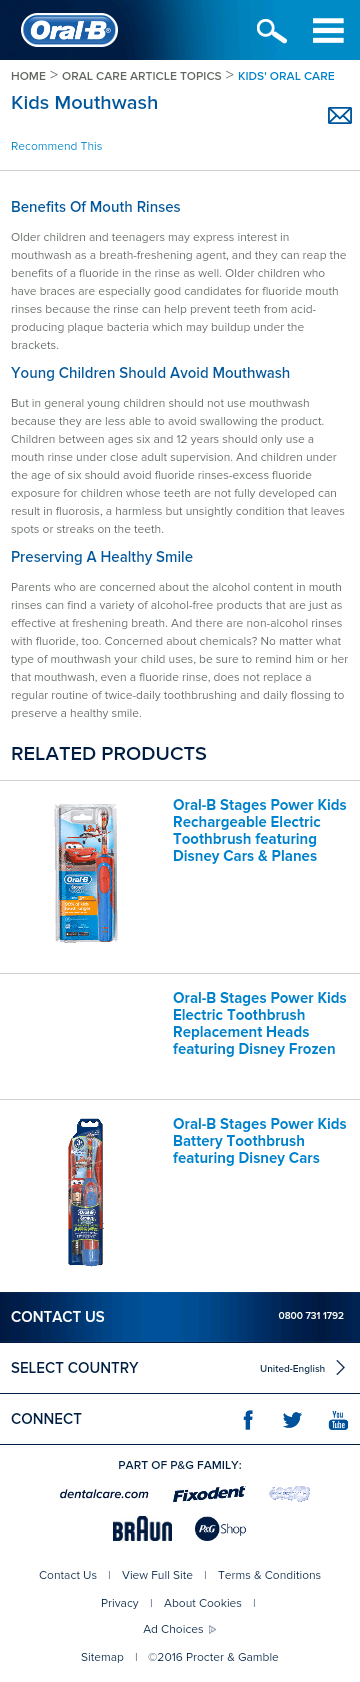 Oral-B
HOME > ORAL CARE ARTICLE TOPICS > KIDS' ORAL CARE
Kids Mouthwash
Recommend This
Benefits Of Mouth Rinses
Older children and teenagers may express interest in
mouthwash as a breath-freshening agent, and they can reap the
benefits of a fluoride in the rinse as well. Older children who
have braces are especially good candidates for fluoride mouth
rinses because the rinse can help prevent teeth from acid-
producing plaque bacteria which may buildup under the
brackets.
Young Children Should Avoid Mouthwash
But in general young children should not use mouthwash
because they are less able to avoid swallowing the product.
Children between ages six and 12 years should only use a
mouth rinse under close adult supervision. And children under
the age of six should avoid fluoride rinses-excess fluoride
exposure for children whose teeth are not fully developed can
result in fluorosis, a harmless but unsightly condition that leaves
spots or streaks on the teeth.
Preserving A Healthy Smile
Parents who are concerned about the alcohol content in mouth
rinses can find a variety of alcohol-free products that are just as
effective at freshening breath. And there are non-alcohol rinses
with fluoride, too. Concerned about chemicals? No matter what
type of mouthwash your child uses, be sure to remind him or her
that mouthwash, even a fluoride rinse, does not replace a
regular routine of twice-daily toothbrushing and daily flossing to
preserve a healthy smile.
RELATED PRODUCTS
Oral-B Stages Power Kids
Rechargeable Electric
Toothbrush featuring
Disney Cars & Planes
Oral-B
Oral-B Stages Power Kids
Electric Toothbrush
Replacement Heads
featuring Disney Frozen
Oral-B Stages Power Kids
Battery Toothbrush
featuring Disney Cars
Oral-B
CONTACT US 0800 731 1792
SELECT COUNTRY United-English
CONNECT You Tube
PART OF P&G FAMILY:
dentalcare.com Fixodent
BRAUN P&G Shop
Contact Us | View Full Site | Terms & Conditions
Privacy | About Cookies |
Ad Choices
Sitemap | ©2016 Procter & Gamble